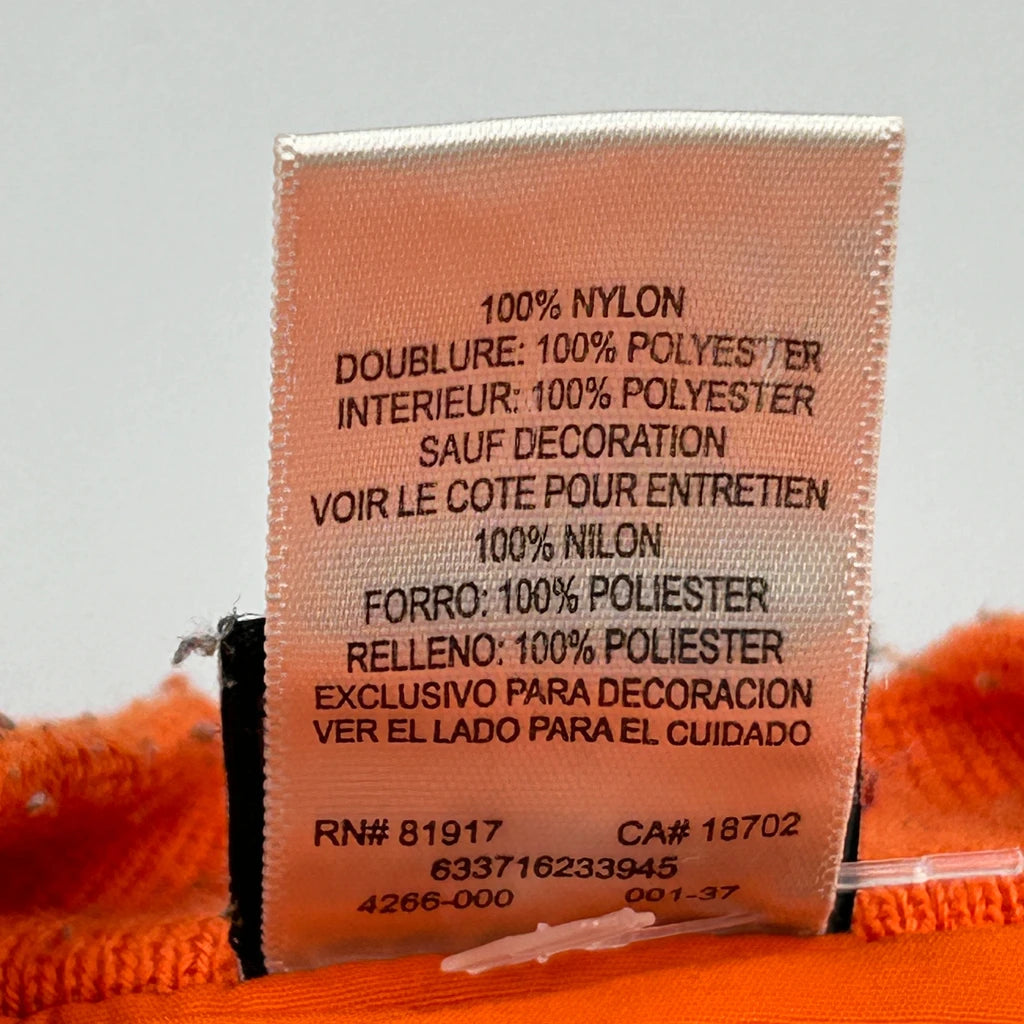 100% NYLON
DOUBLURE: 100% POLYESTER
INTERIEUR: 100% POLYESTER
SAUF DECORATION
VOIR LE COTE POUR ENTRETIEN
100% NILON
FORRO: 100% POLIESTER
RELLENO: 100% POLIESTER
EXCLUSIVO PARA DECORACION
VER EL LADO PARA EL CUIDADO
RN# 81917 CA# 18702
633716233945
4266-000 001-37